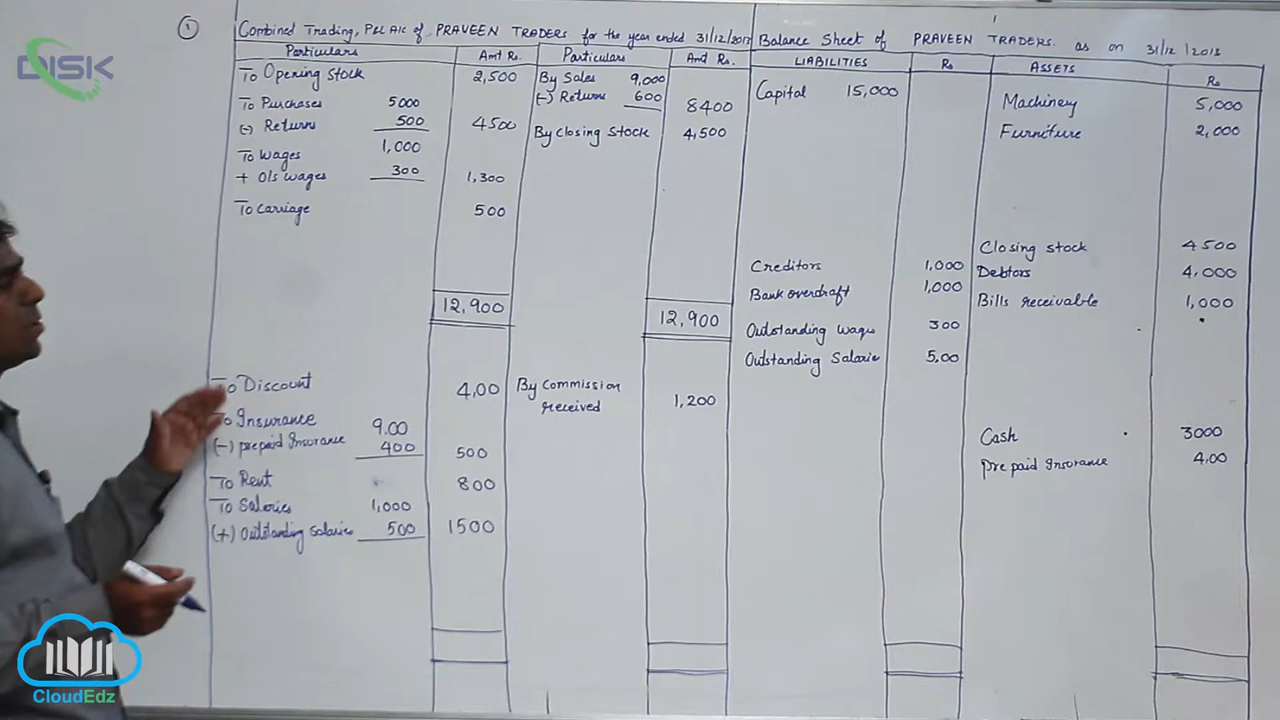 DISK
① Combined Trading, P&L A/c of PRAVEEN TRADERS for the year ended 31/12/2013
Particulars Amt Rs. Particulars Amt Rs.
To Opening Stock 2,500
To Purchases 5000
(-) Returns 500 4500
To Wages 1,000
+ O/s wages 300 1,300
To Carriage 500
12,900
By Sales 9,000
(-) Returns 600 8400
By Closing Stock 4,500
12,900
To Discount 4,00
To Insurance 9.00
(-) prepaid Insurance 400 500
To Rent 800
To Salaries 1,000
(+) Outstanding Salaries 500 1500
By Commission
received 1,200
Balance Sheet of PRAVEEN TRADERS. as on 31/12/2013
LIABILITIES Rs ASSETS Rs
Capital 15,000
Creditors 1,000
Bank overdraft 1,000
Outstanding Wages 300
Outstanding Salarie 5,00
Machinery 5,000
Furniture 2,000
Closing stock 4500
Debtors 4,000
Bills receivable 1,000
Cash 3000
Prepaid Insurance 4,00
CloudEdz